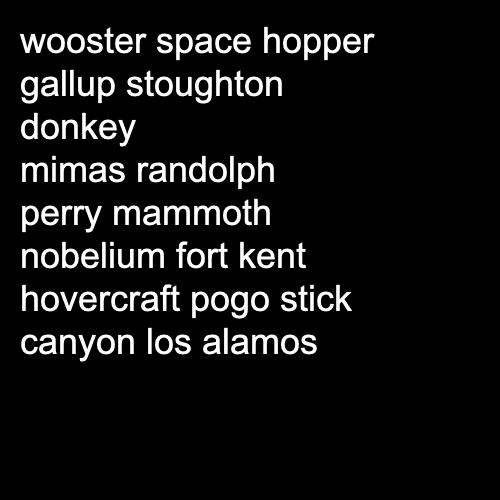 wooster space hopper
gallup stoughton
donkey
mimas randolph
perry mammoth
nobelium fort kent
hovercraft pogo stick
canyon los alamos